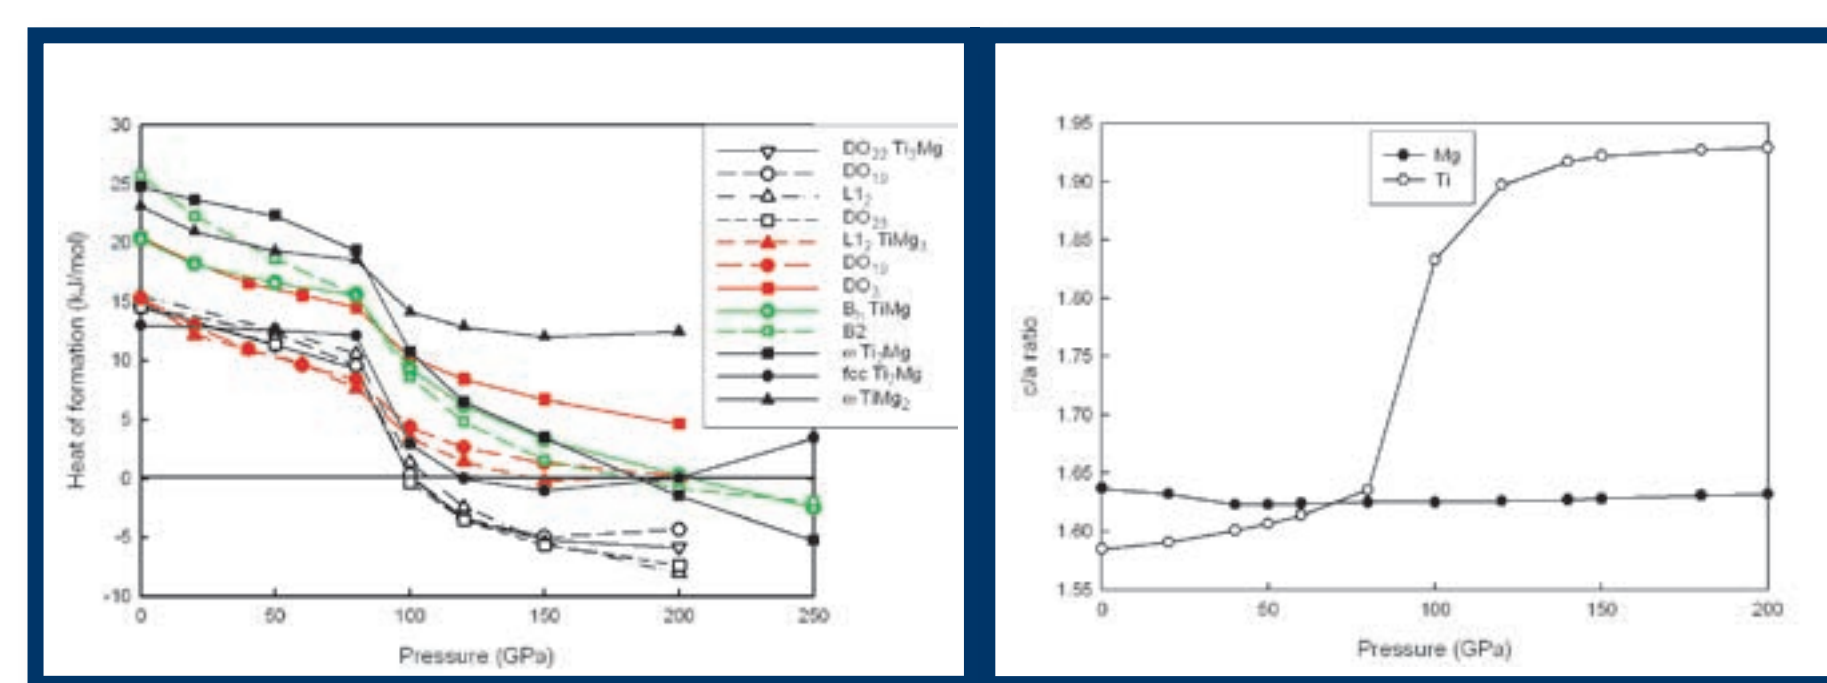 30
25
20
15
10
5
0
-5
-10
Heat of formation (kJ/mol)
0 50 100 150 200 250
Pressure (GPa)
DO₂₂ Ti₃Mg
DO₁₉
L1₂
DO₂₃
L1₂ TiMg₃
DO₁₉
DO₃
TiMg
B2
ω Ti₂Mg
fcc
ω TiMg₂
1.95
1.90
1.85
1.80
1.75
1.70
1.65
1.60
1.55
c/a ratio
0 50 100 150 200
Pressure (GPa)
Mg
Ti